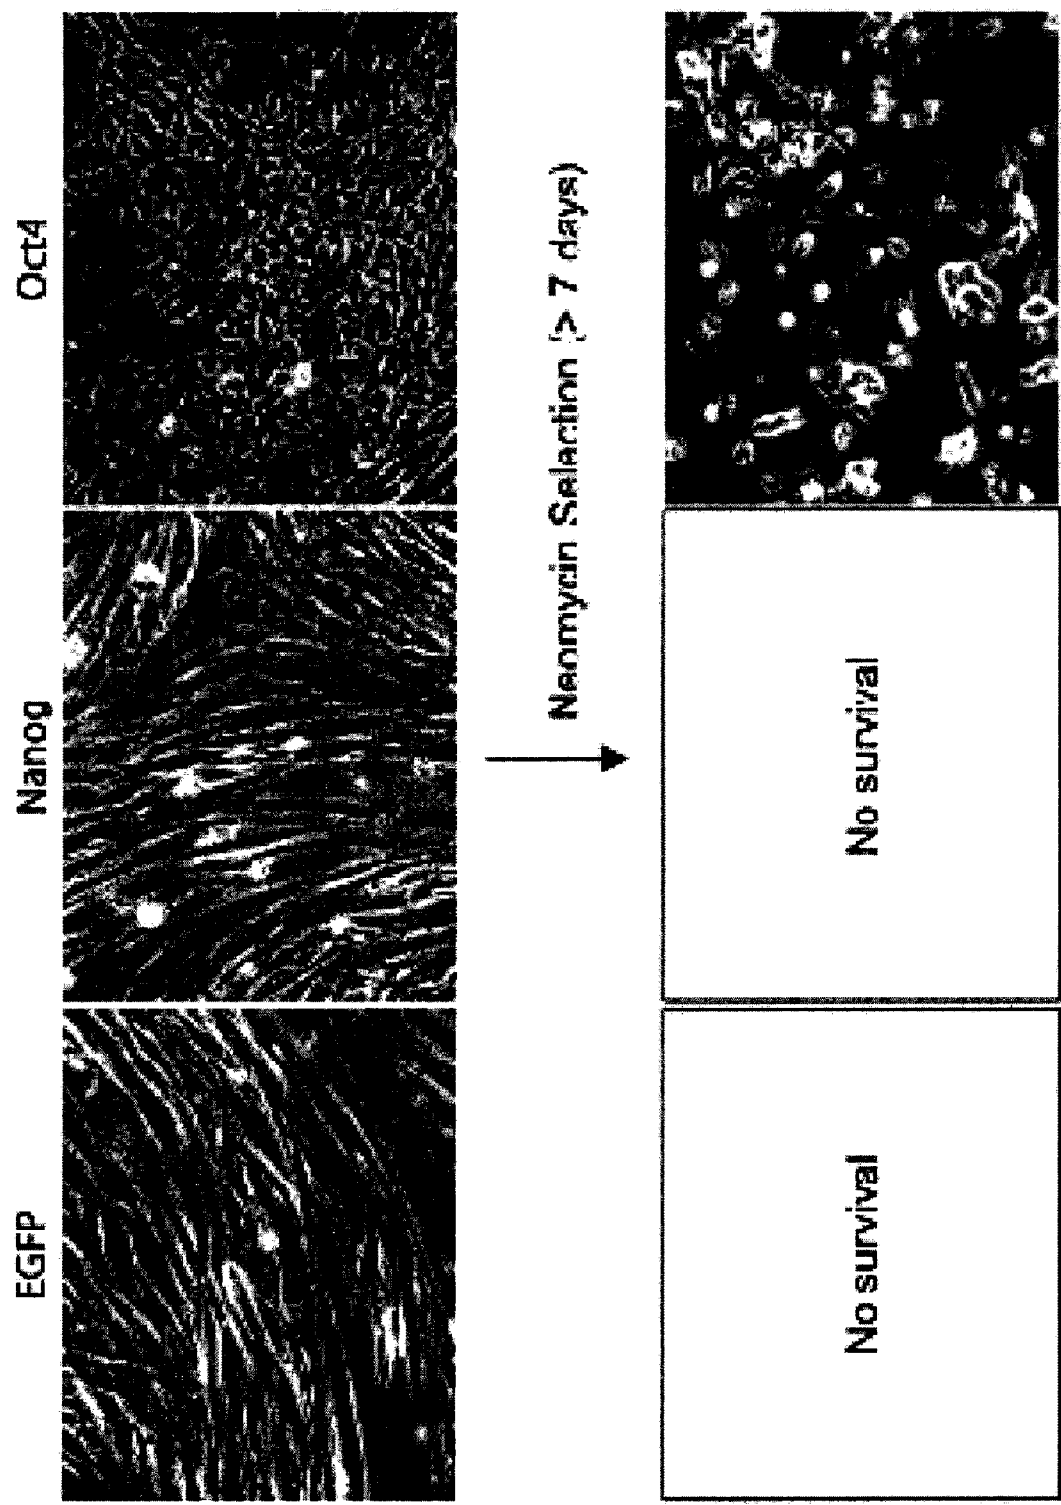 EGFP
Nanog
Oct4
Neomycin Selection (> 7 days)
No survival
No survival